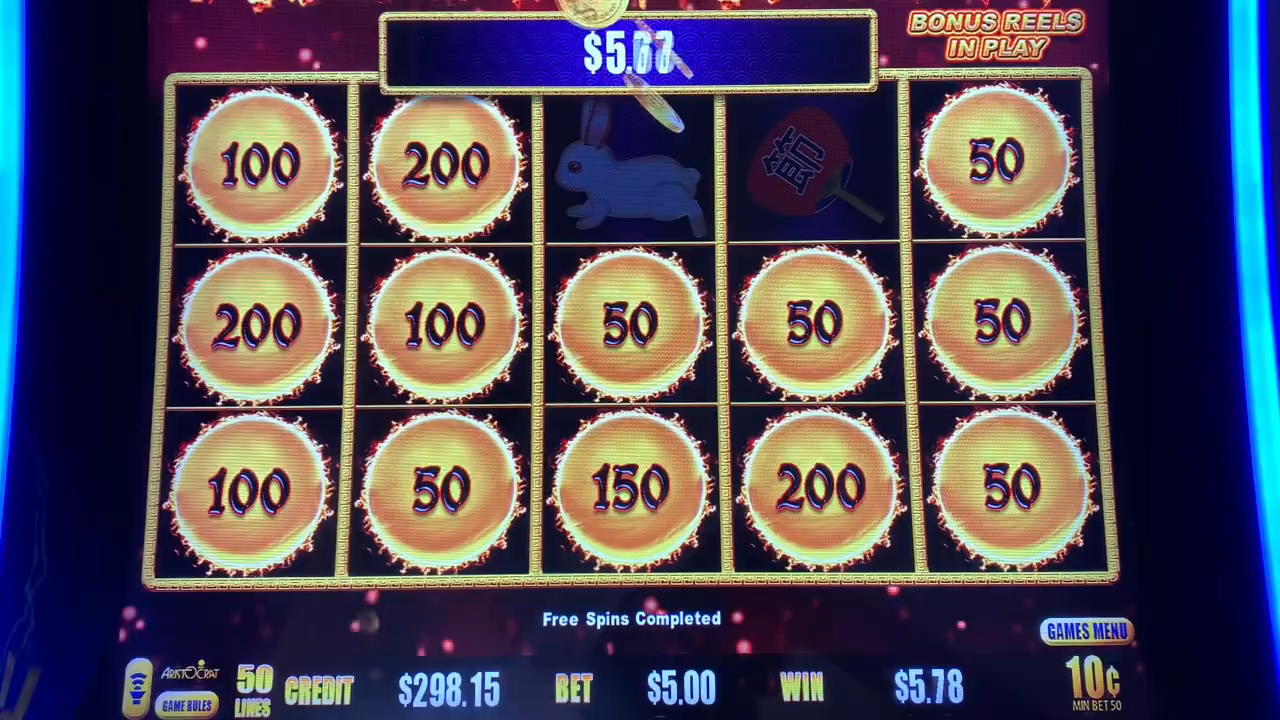 BONUS REELS
IN PLAY
100
200
50
200
100
50
50
50
100
50
150
200
50
Free Spins Completed
GAMES MENU
ARISTOCRAT
GAME RULES
50
LINES
CREDIT
$298.15
BET
$5.00
WIN
$5.78
10¢
MIN BET 50